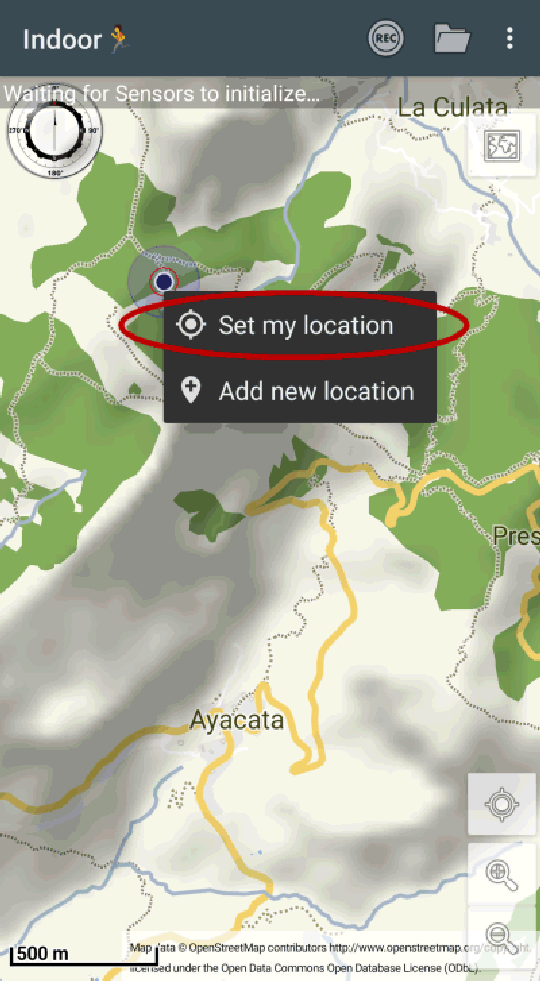 Indoor
REC
Waiting for Sensors to initialize...
La Culata
270°
90°
180°
Set my location
Add new location
Pres
Ayacata
500 m
Map data © OpenStreetMap contributors http://www.openstreetmap.org/copyright
licensed under the Open Data Commons Open Database License (ODbL).